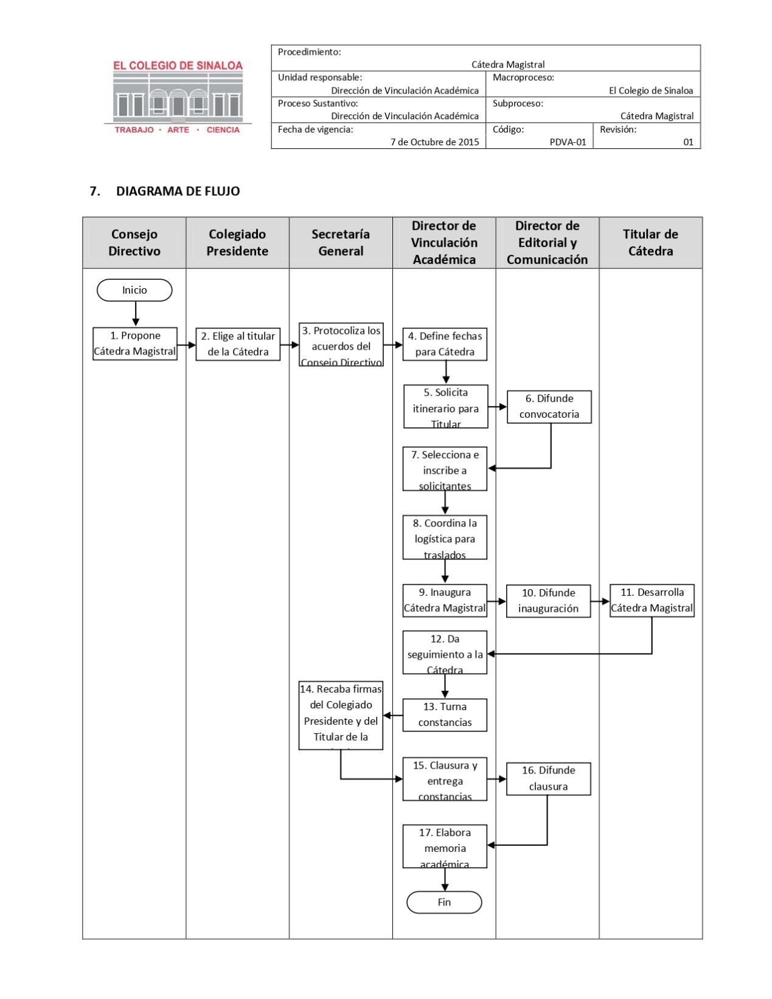 EL COLEGIO DE SINALOA
TRABAJO · ARTE · CIENCIA
Procedimiento:
Cátedra Magistral
Unidad responsable:
Dirección de Vinculación Académica
Macroproceso:
El Colegio de Sinaloa
Proceso Sustantivo:
Dirección de Vinculación Académica
Subproceso:
Cátedra Magistral
Fecha de vigencia:
7 de Octubre de 2015
Código:
PDVA-01
Revisión:
01
7. DIAGRAMA DE FLUJO
Consejo
Directivo
Colegiado
Presidente
Secretaría
General
Director de
Vinculación
Académica
Director de
Editorial y
Comunicación
Titular de
Cátedra
Inicio
1. Propone
Cátedra Magistral
2. Elige al titular
de la Cátedra
3. Protocoliza los
acuerdos del
Consejo Directivo
4. Define fechas
para Cátedra
5. Solicita
itinerario para
Titular
6. Difunde
convocatoria
7. Selecciona e
inscribe a
solicitantes
8. Coordina la
logística para
traslados
9. Inaugura
Cátedra Magistral
10. Difunde
inauguración
11. Desarrolla
Cátedra Magistral
12. Da
seguimiento a la
Cátedra
13. Turna
constancias
14. Recaba firmas
del Colegiado
Presidente y del
Titular de la
15. Clausura y
entrega
constancias
16. Difunde
clausura
17. Elabora
memoria
académica
Fin